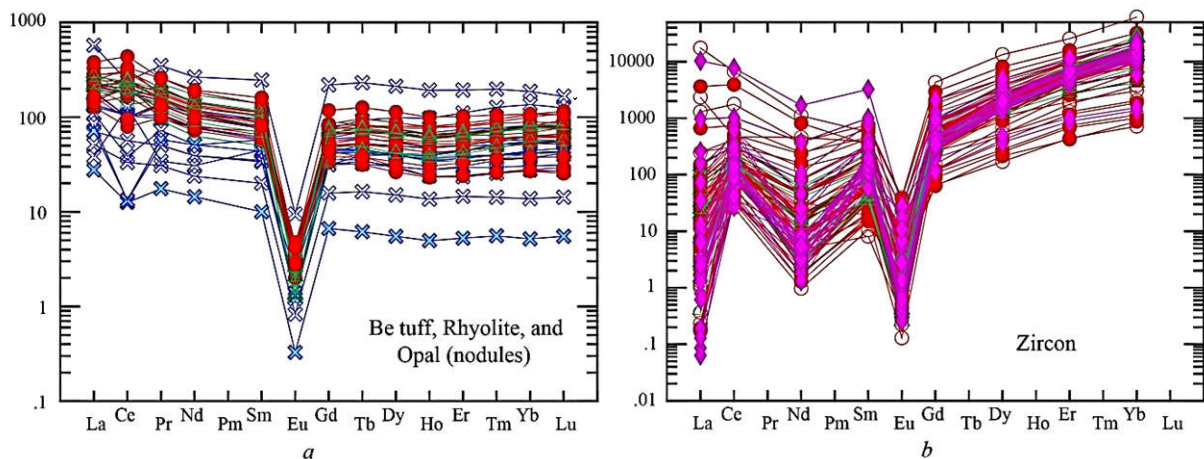 1000
100
10
1
.1
Be tuff, Rhyolite, and
Opal (nodules)
La Ce Pr Nd Pm Sm Eu Gd Tb Dy Ho Er Tm Yb Lu
a
10000
1000
100
10
1
.1
.01
Zircon
La Ce Pr Nd Pm Sm Eu Gd Tb Dy Ho Er Tm Yb Lu
b